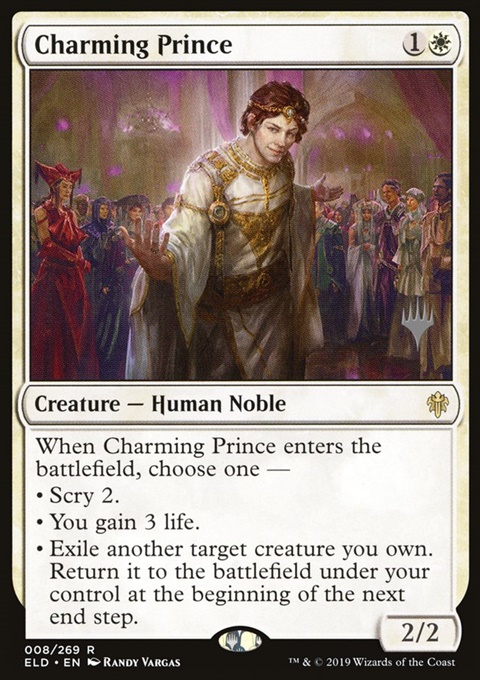 Charming Prince 1
Creature — Human Noble
When Charming Prince enters the
battlefield, choose one —
• Scry 2.
• You gain 3 life.
• Exile another target creature you own.
Return it to the battlefield under your
control at the beginning of the next
end step.
2/2
008/269 R
ELD • EN Randy Vargas
™ & © 2019 Wizards of the Coast